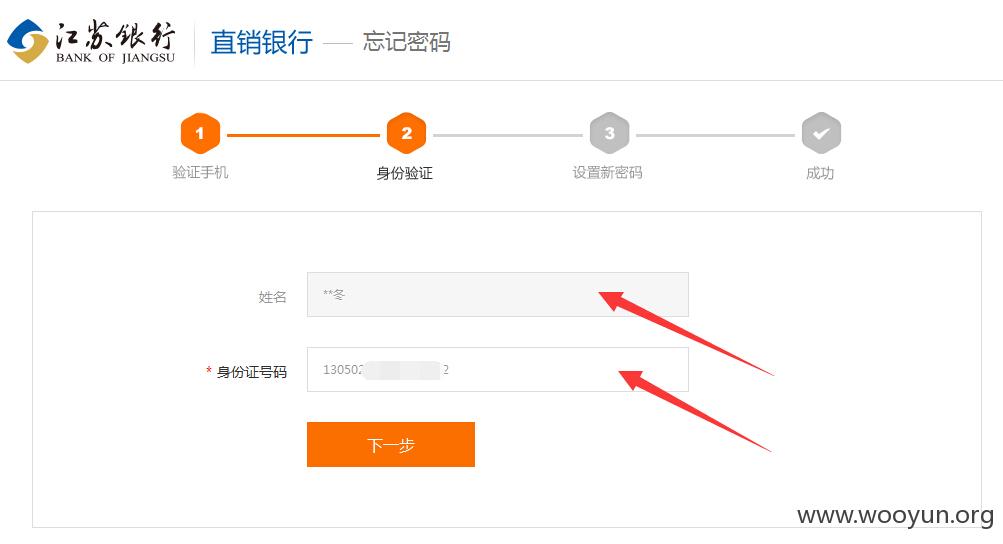 江苏银行
BANK OF JIANGSU
直销银行 —— 忘记密码
1 2 3
验证手机 身份验证 设置新密码 成功
姓名 **冬
* 身份证号码 130502 2
下一步
www.wooyun.org